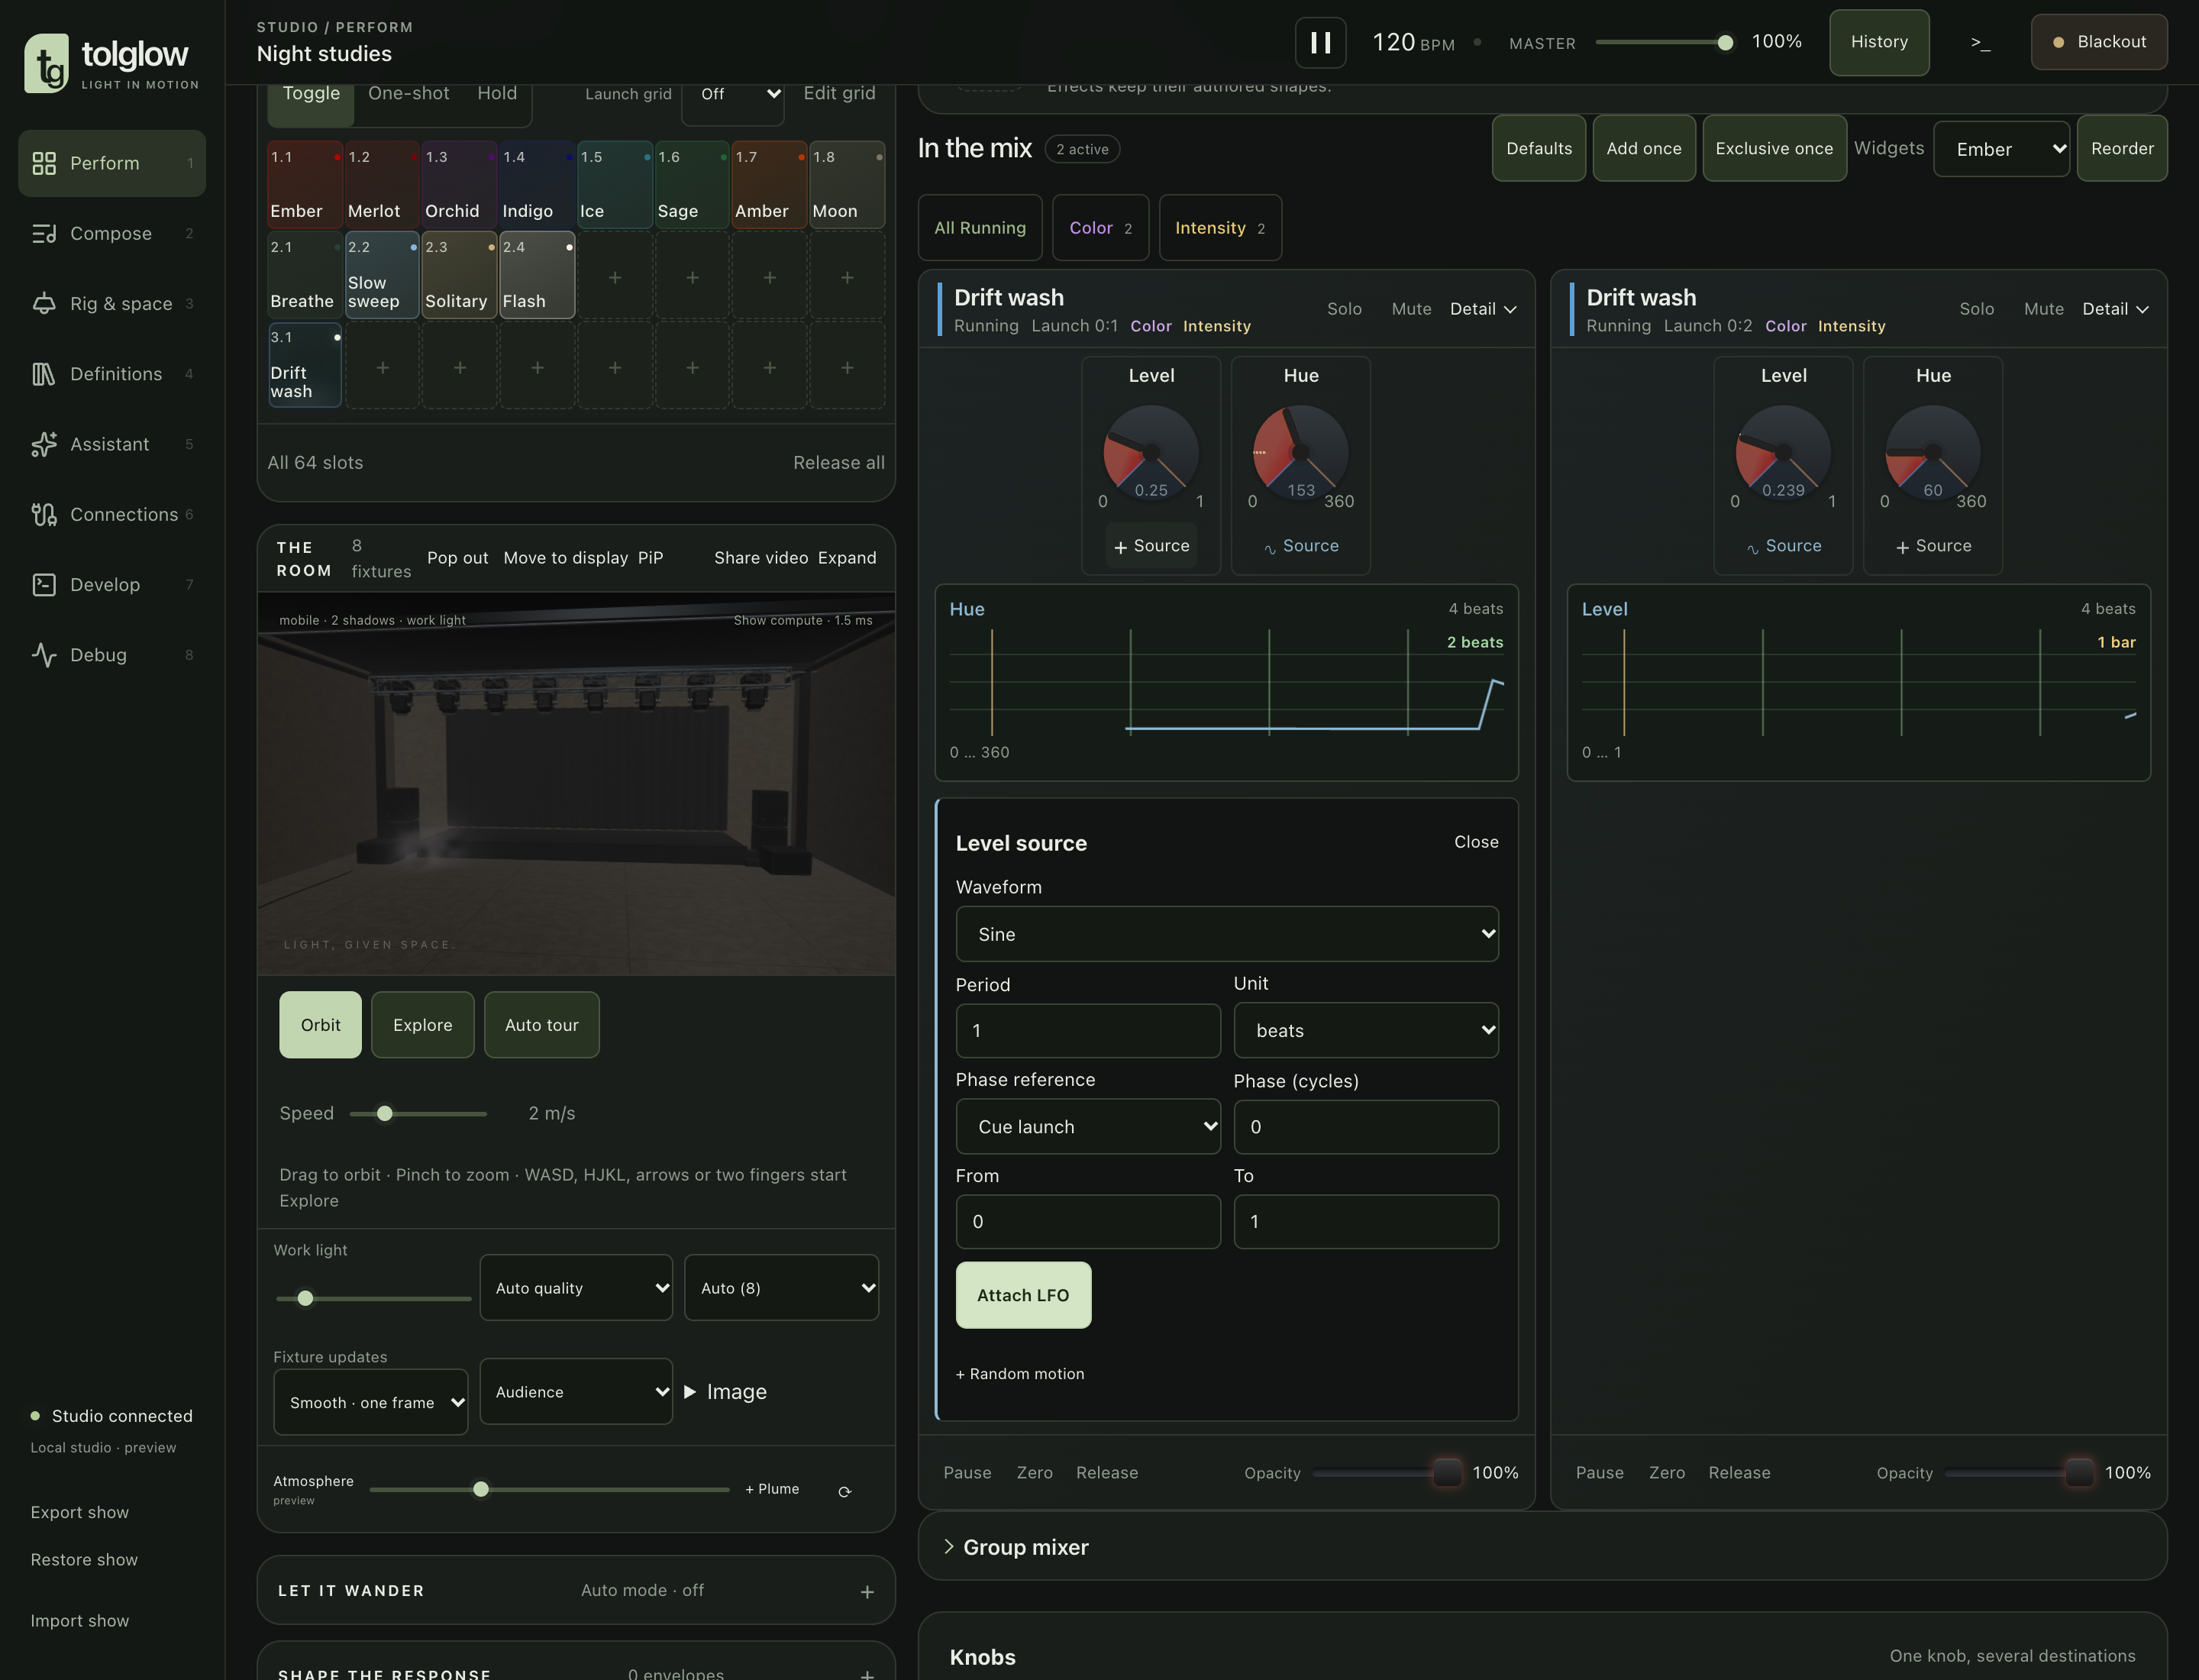 tg
tolglow
LIGHT IN MOTION
Perform 1
Compose 2
Rig & space 3
Definitions 4
Assistant 5
Connections 6
Develop 7
Debug 8
Studio connected
Local studio · preview
Export show
Restore show
Import show
STUDIO / PERFORM
Night studies
120 BPM
MASTER
100%
History
>_
Blackout
Toggle One-shot Hold
Launch grid Off
Edit grid
1.1 1.2 1.3 1.4 1.5 1.6 1.7 1.8
Ember Merlot Orchid Indigo Ice Sage Amber Moon
2.1 2.2 2.3 2.4
Breathe Slow sweep Solitary Flash
3.1
Drift wash
All 64 slots
Release all
THE ROOM
8 fixtures
Pop out Move to display PiP Share video Expand
mobile · 2 shadows · work light
Show compute · 1.5 ms
LIGHT, GIVEN SPACE.
Orbit Explore Auto tour
Speed 2 m/s
Drag to orbit · Pinch to zoom · WASD, HJKL, arrows or two fingers start
Explore
Work light
Auto quality
Auto (8)
Fixture updates
Smooth · one frame
Audience
Image
Atmosphere
preview
+ Plume
LET IT WANDER
Auto mode · off
+
SHAPE THE RESPONSE
0 envelopes
+
Effects keep their authored shapes.
In the mix
2 active
Defaults Add once Exclusive once Widgets Ember Reorder
All Running
Color 2
Intensity 2
Drift wash
Running Launch 0:1 Color Intensity
Solo Mute Detail
Level
0.25
0 1
+ Source
Hue
153
0 360
Source
Hue
4 beats
2 beats
0 … 360
Level source
Close
Waveform
Sine
Period
1
Unit
beats
Phase reference
Cue launch
Phase (cycles)
0
From
0
To
1
Attach LFO
+ Random motion
Pause Zero Release
Opacity 100%
Drift wash
Running Launch 0:2 Color Intensity
Solo Mute Detail
Level
0.239
0 1
Source
Hue
60
0 360
+ Source
Level
4 beats
1 bar
0 … 1
Pause Zero Release
Opacity 100%
Group mixer
Knobs
One knob, several destinations